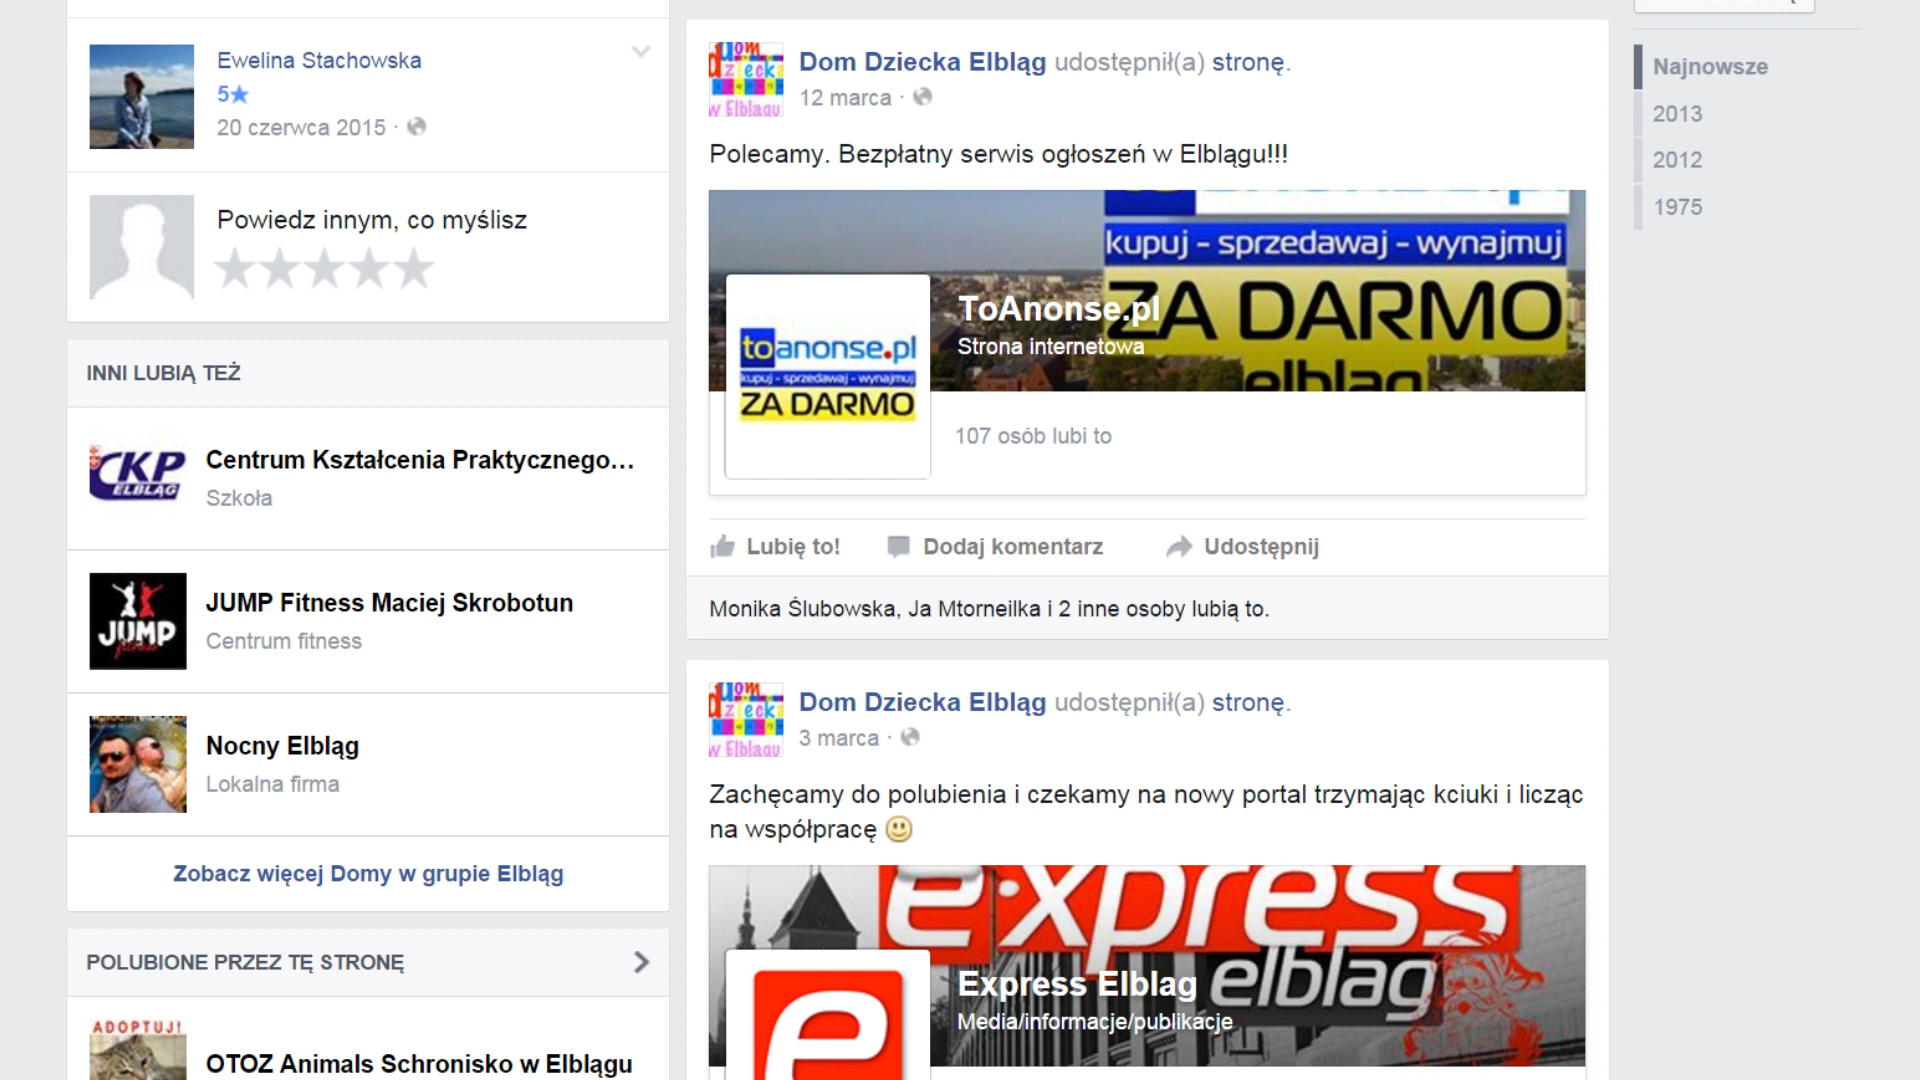 Ewelina Stachowska
5★
20 czerwca 2015 ·
Powiedz innym, co myślisz
INNI LUBIĄ TEŻ
CKP
ELBLĄG
Centrum Kształcenia Praktycznego...
Szkoła
JUMP
fitness
JUMP Fitness Maciej Skrobotun
Centrum fitness
Nocny Elbląg
Lokalna firma
Zobacz więcej Domy w grupie Elbląg
POLUBIONE PRZEZ TĘ STRONĘ
ADOPTUJ!
OTOZ Animals Schronisko w Elblągu
dom
dziecka
w Elblągu
Dom Dziecka Elbląg udostępnił(a) stronę.
12 marca ·
Polecamy. Bezpłatny serwis ogłoszeń w Elblągu!!!
kupuj - sprzedawaj - wynajmuj
ZA DARMO
elbląg
ToAnonse.pl
Strona internetowa
toanonse.pl
kupuj - sprzedawaj - wynajmuj
ZA DARMO
107 osób lubi to
Lubię to! Dodaj komentarz Udostępnij
Monika Ślubowska, Ja Mtorneilka i 2 inne osoby lubią to.
dom
dziecka
w Elblągu
Dom Dziecka Elbląg udostępnił(a) stronę.
3 marca ·
Zachęcamy do polubienia i czekamy na nowy portal trzymając kciuki i licząc
na współpracę
e·xpress
elbląg
Express Elblag
Media/informacje/publikacje
e
Najnowsze
2013
2012
1975